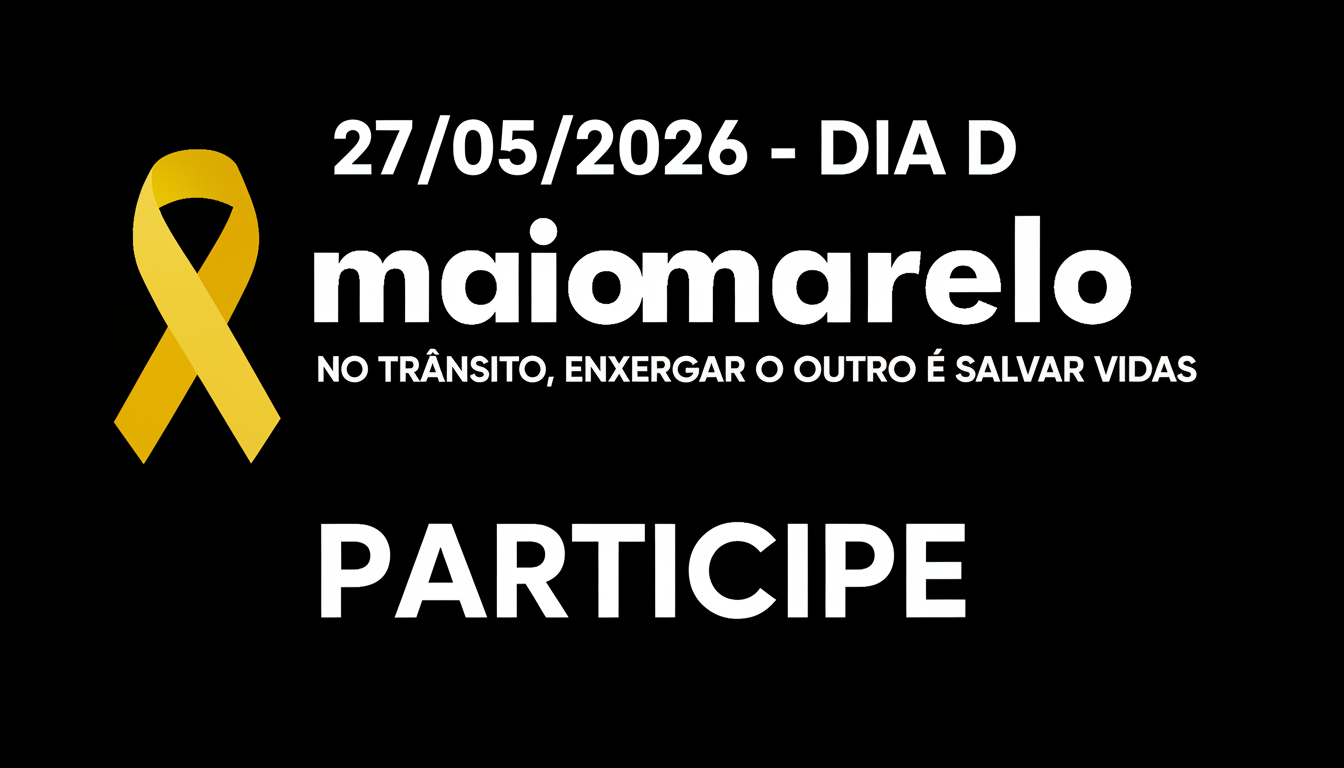 27/05/2026 - DIA D
maiomarelo
NO TRÂNSITO, ENXERGAR O OUTRO É SALVAR VIDAS
PARTICIPE